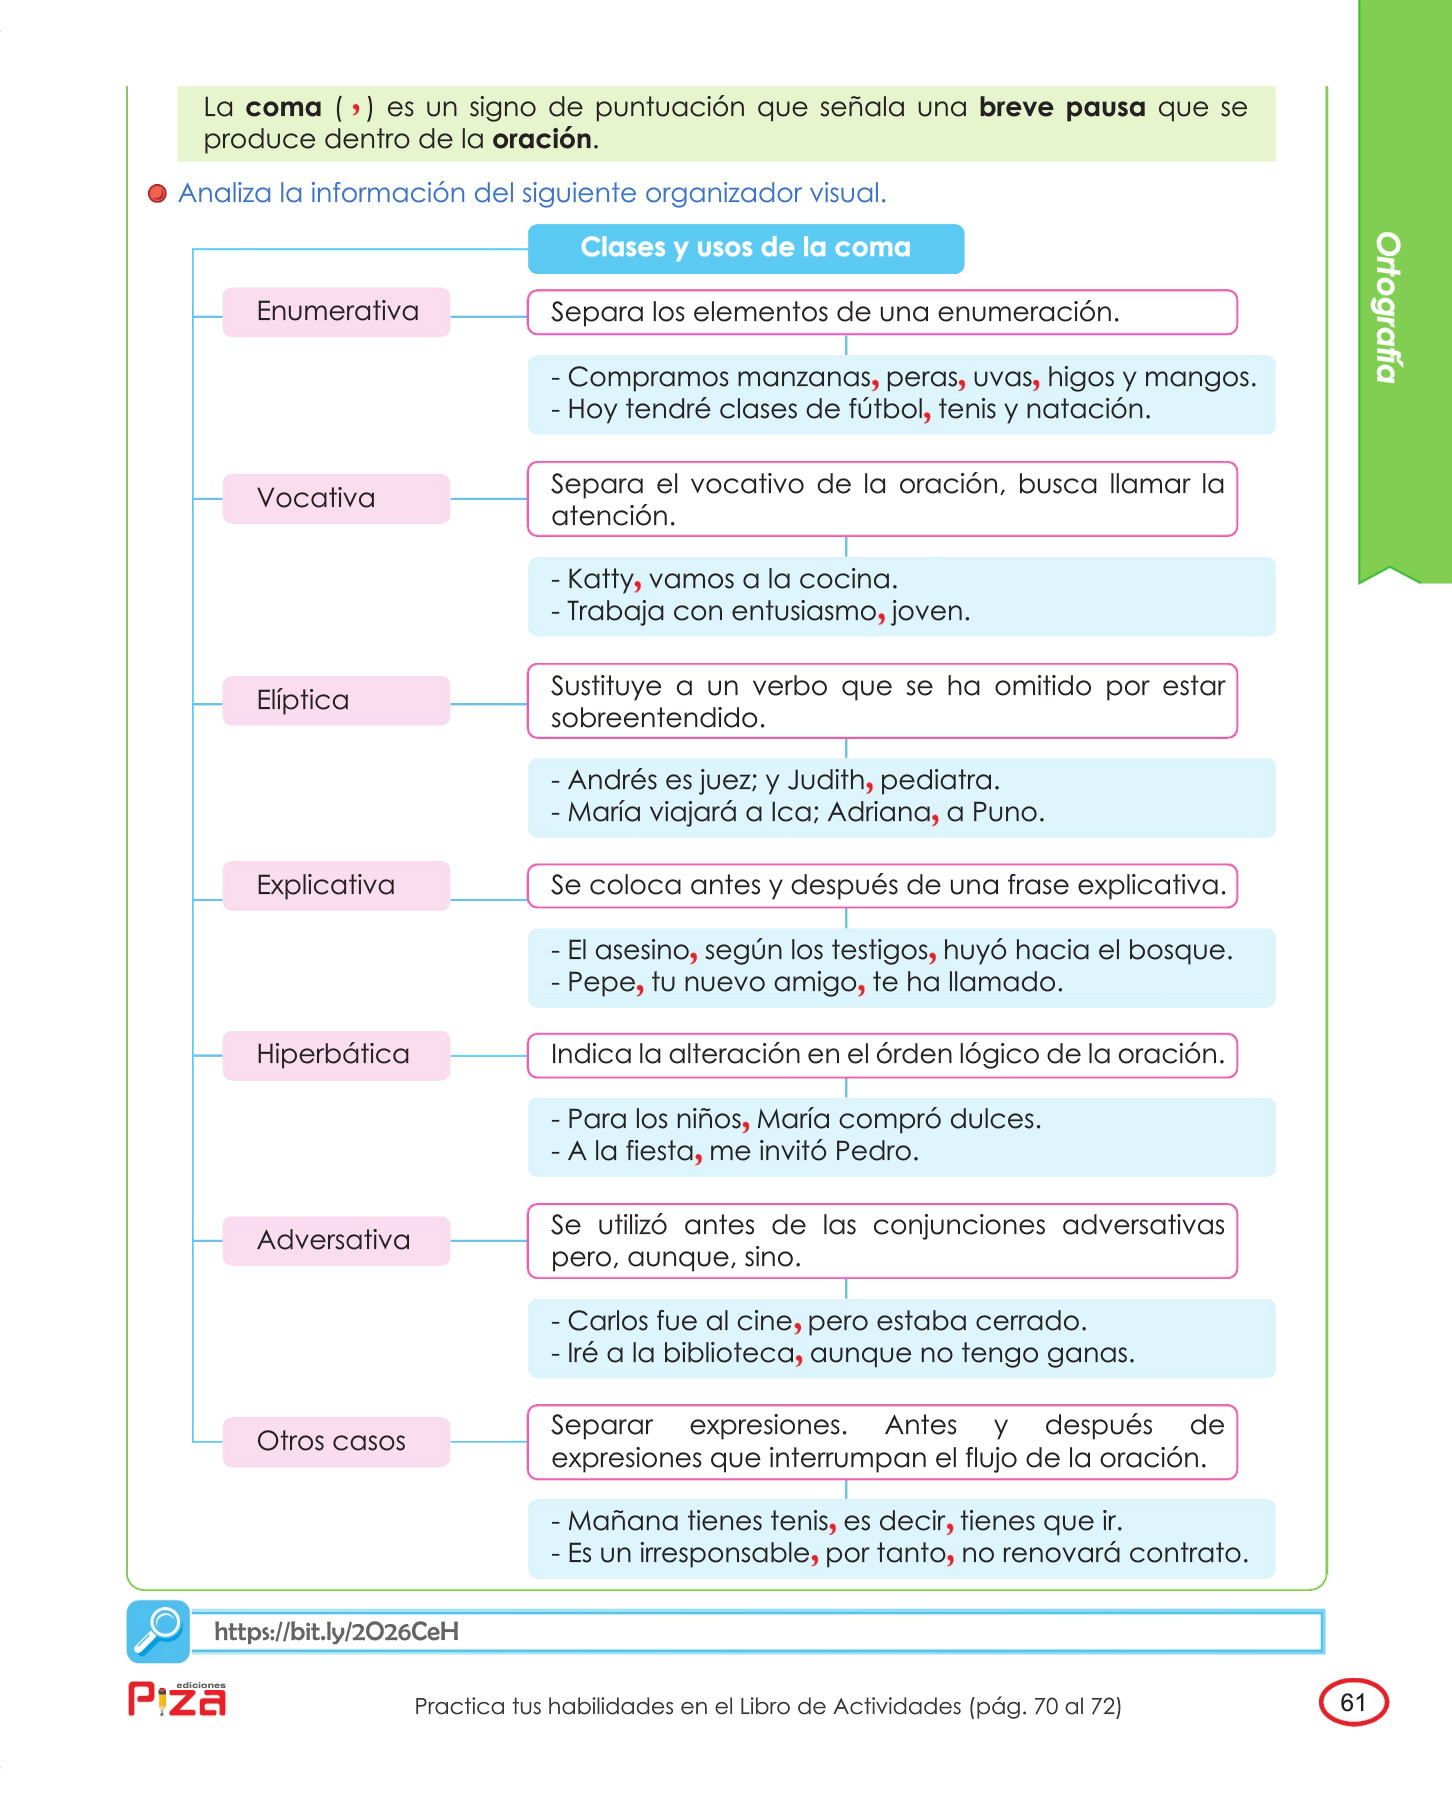 La coma ( , ) es un signo de puntuación que señala una breve pausa que se
produce dentro de la oración.
Analiza la información del siguiente organizador visual.
Clases y usos de la coma
Enumerativa
Separa los elementos de una enumeración.
- Compramos manzanas, peras, uvas, higos y mangos.
- Hoy tendré clases de fútbol, tenis y natación.
Vocativa
Separa el vocativo de la oración, busca llamar la
atención.
- Katty, vamos a la cocina.
- Trabaja con entusiasmo, joven.
Elíptica
Sustituye a un verbo que se ha omitido por estar
sobreentendido.
- Andrés es juez; y Judith, pediatra.
- María viajará a Ica; Adriana, a Puno.
Explicativa
Se coloca antes y después de una frase explicativa.
- El asesino, según los testigos, huyó hacia el bosque.
- Pepe, tu nuevo amigo, te ha llamado.
Hiperbática
Indica la alteración en el órden lógico de la oración.
- Para los niños, María compró dulces.
- A la fiesta, me invitó Pedro.
Adversativa
Se utilizó antes de las conjunciones adversativas
pero, aunque, sino.
- Carlos fue al cine, pero estaba cerrado.
- Iré a la biblioteca, aunque no tengo ganas.
Otros casos
Separar expresiones. Antes y después de
expresiones que interrumpan el flujo de la oración.
- Mañana tienes tenis, es decir, tienes que ir.
- Es un irresponsable, por tanto, no renovará contrato.
Ortografía
https://bit.ly/2O26CeH
ediciones
Piza
Practica tus habilidades en el Libro de Actividades (pág. 70 al 72)
61